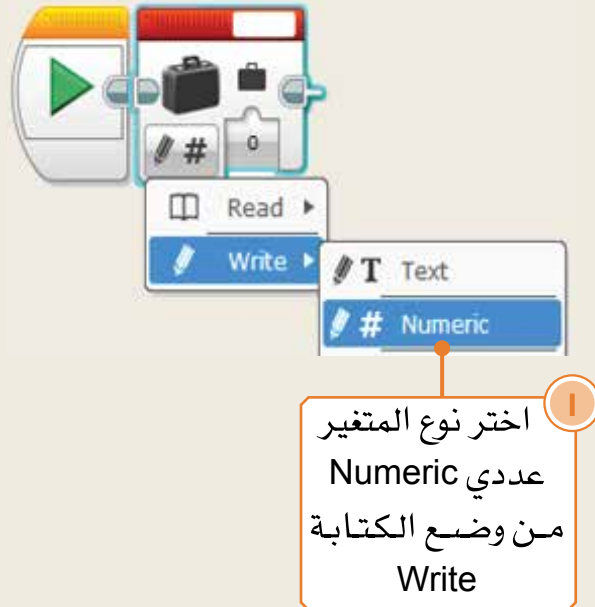 #
0
Read
Write
T Text
# Numeric
١
اختر نوع المتغير
عددي Numeric
من وضع الكتابة
Write